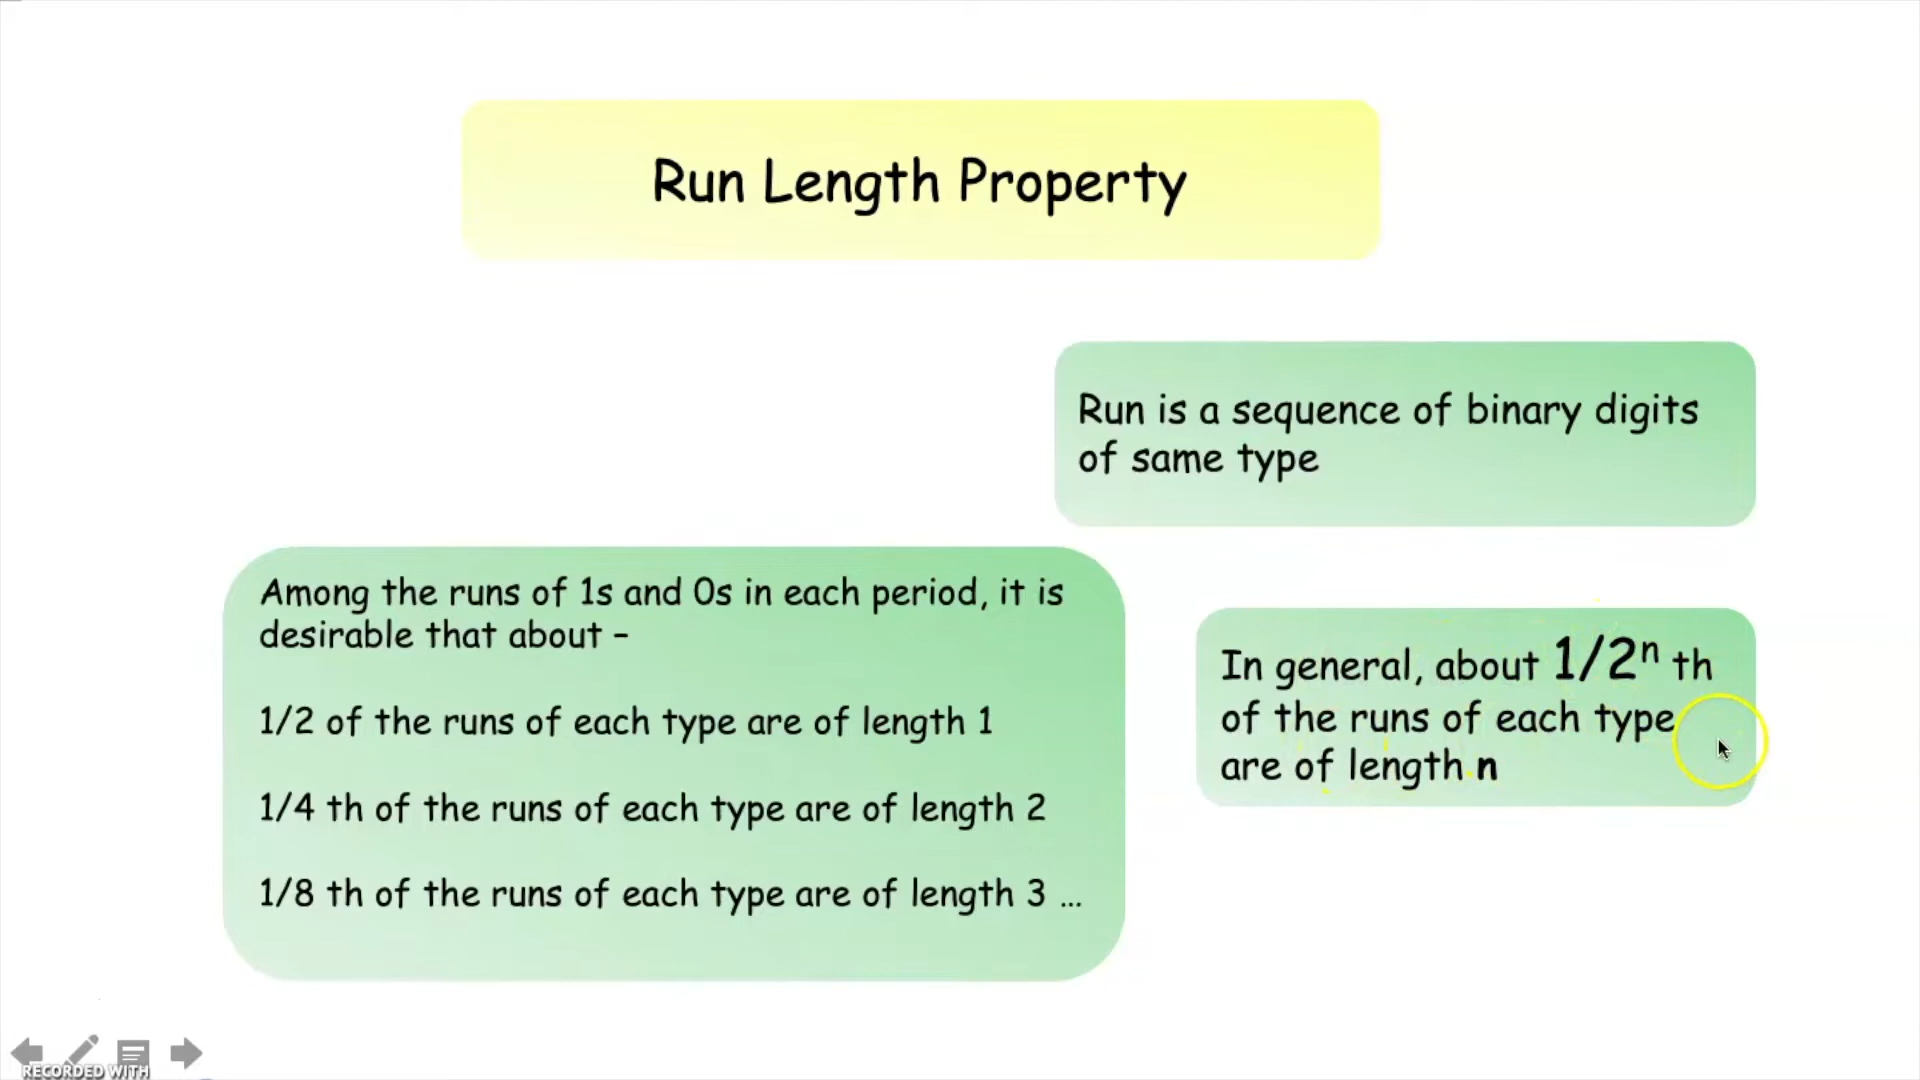 Run Length Property
Run is a sequence of binary digits
of same type
Among the runs of 1s and 0s in each period, it is
desirable that about –
1/2 of the runs of each type are of length 1
1/4 th of the runs of each type are of length 2
1/8 th of the runs of each type are of length 3 ...
In general, about 1/2ⁿ th
of the runs of each type
are of length n
RECORDED WITH